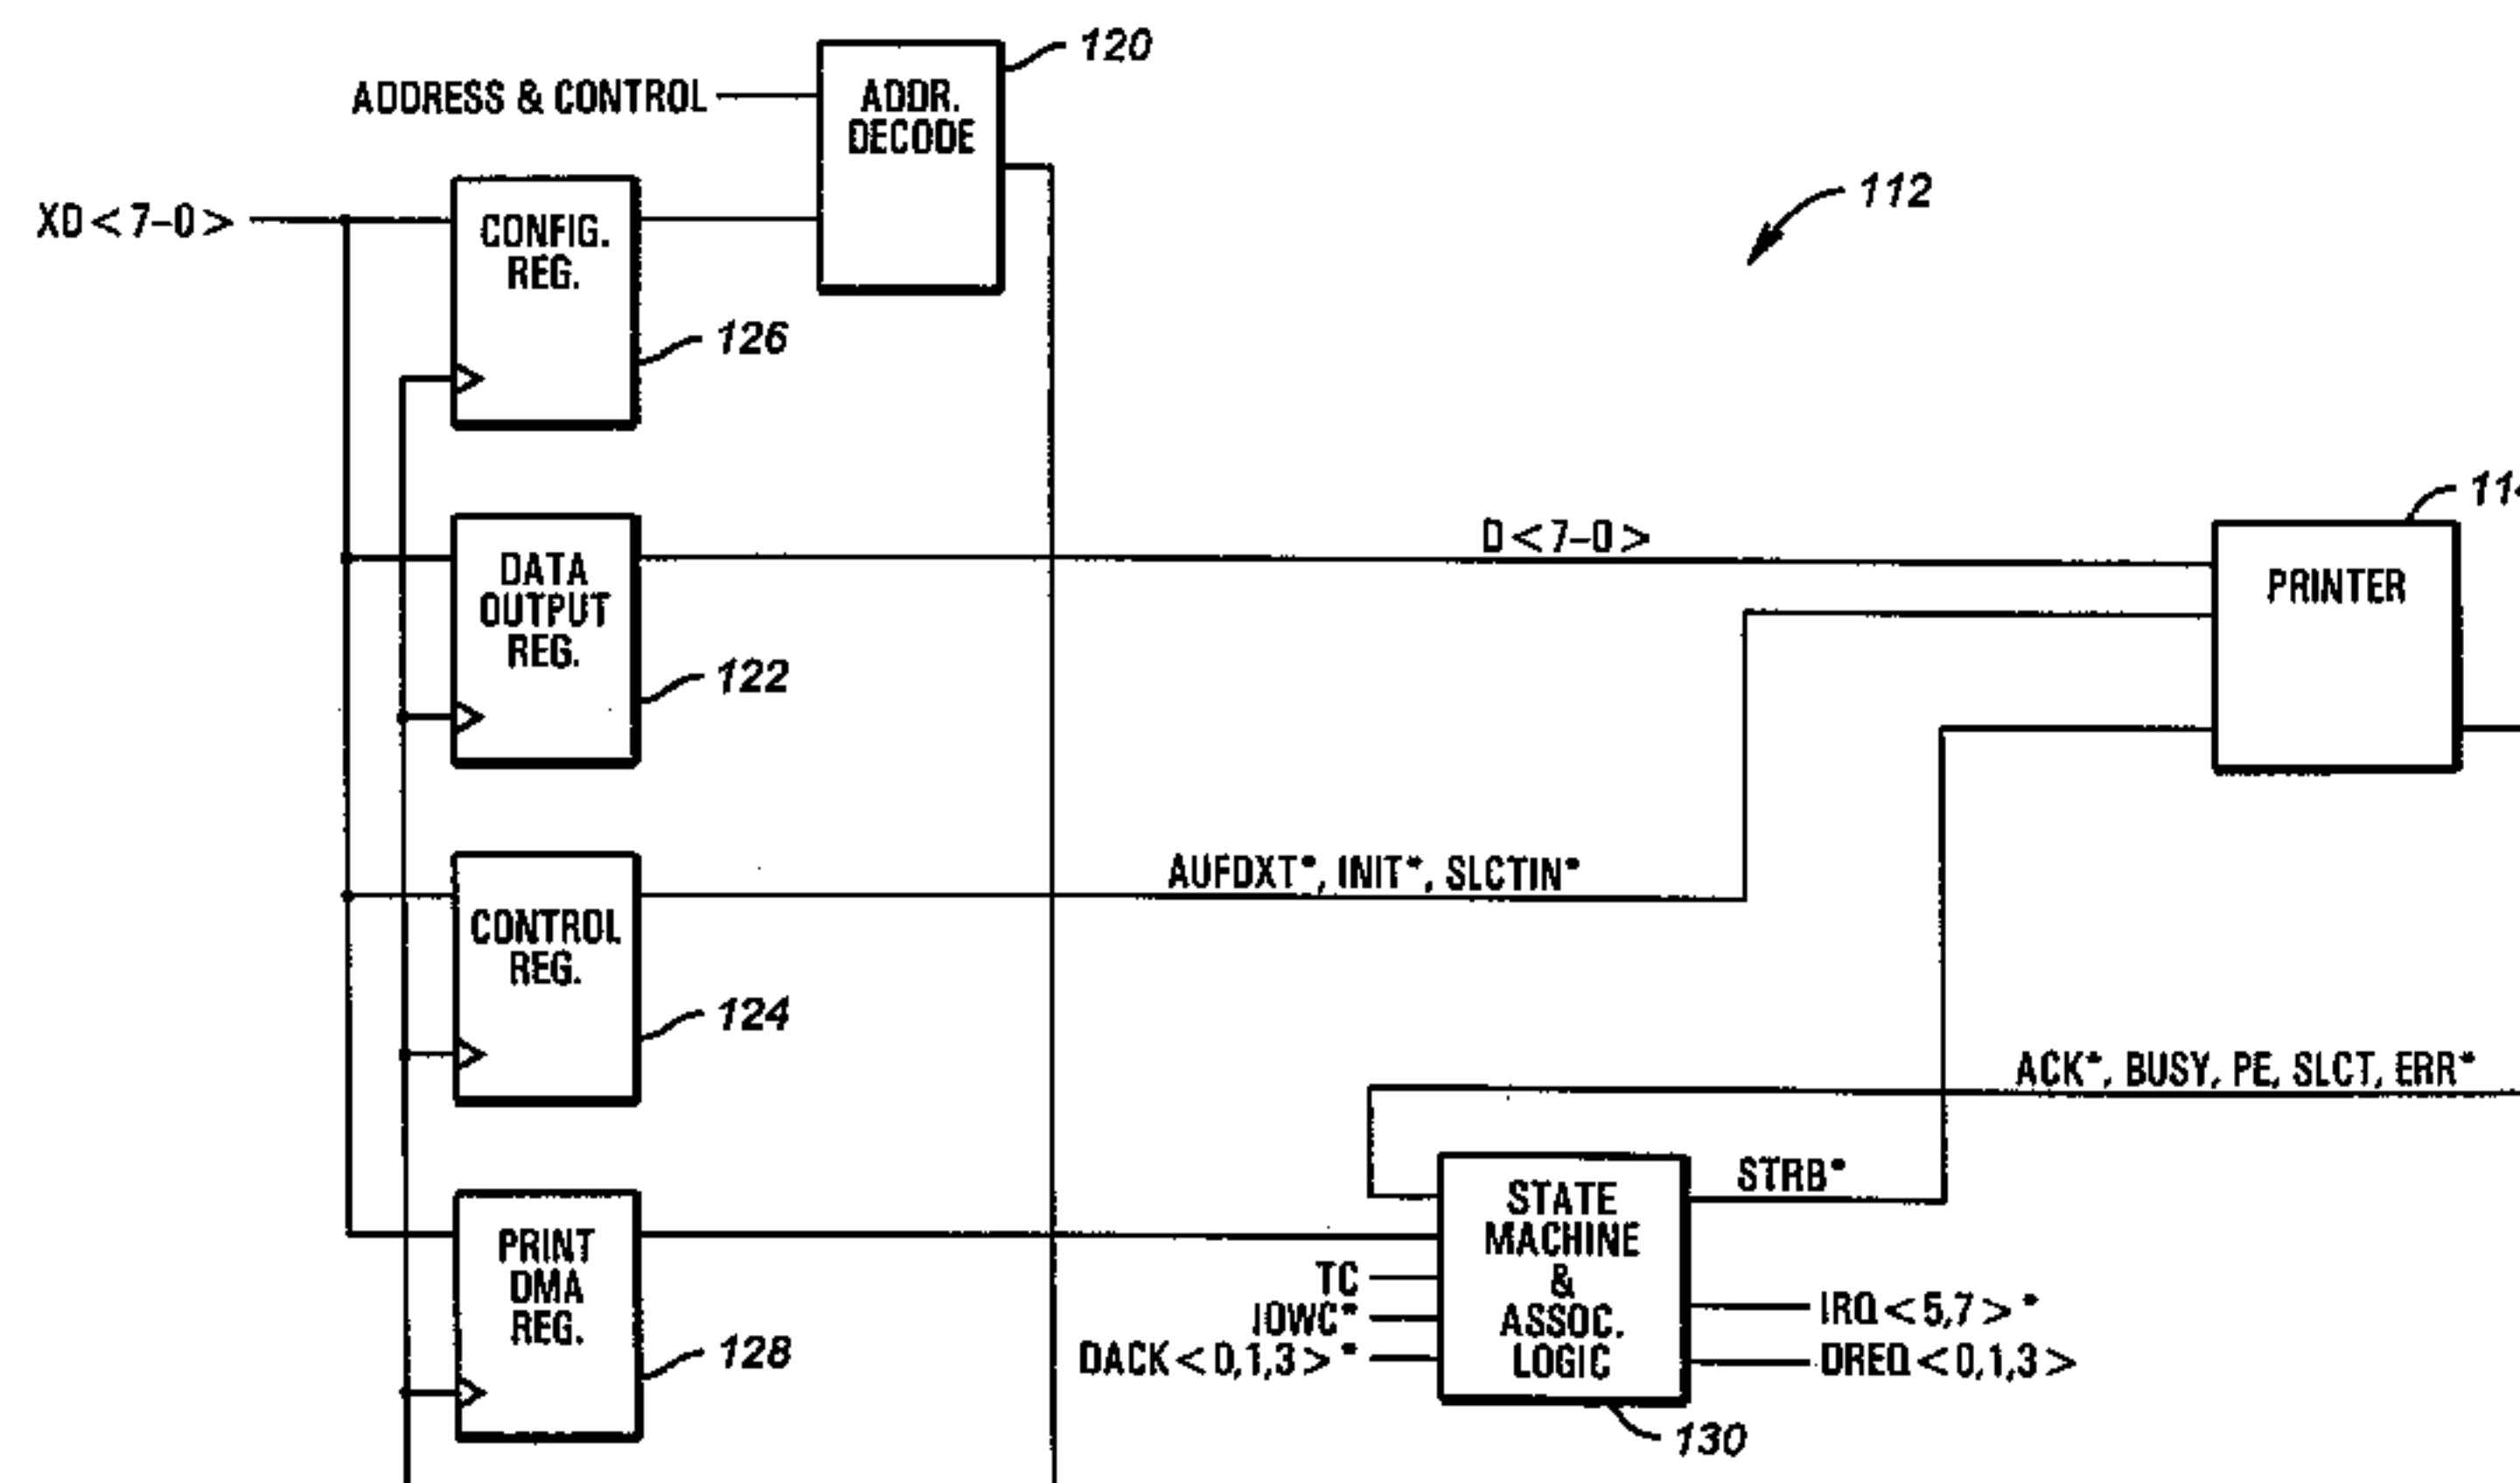 120
ADDRESS & CONTROL
ADDR.
DECODE
112
XD<7-0>
CONFIG.
REG.
126
D<7-0>
114
DATA
OUTPUT
REG.
PRINTER
122
AUFDXT*, INIT*, SLCTIN*
CONTROL
REG.
124
ACK*, BUSY, PE, SLCT, ERR*
STRB*
STATE
MACHINE
&
ASSOC.
LOGIC
PRINT
DMA
REG.
TC
IOWC*
DACK<0,1,3>*
IRQ<5,7>*
DREQ<0,1,3>
128
130